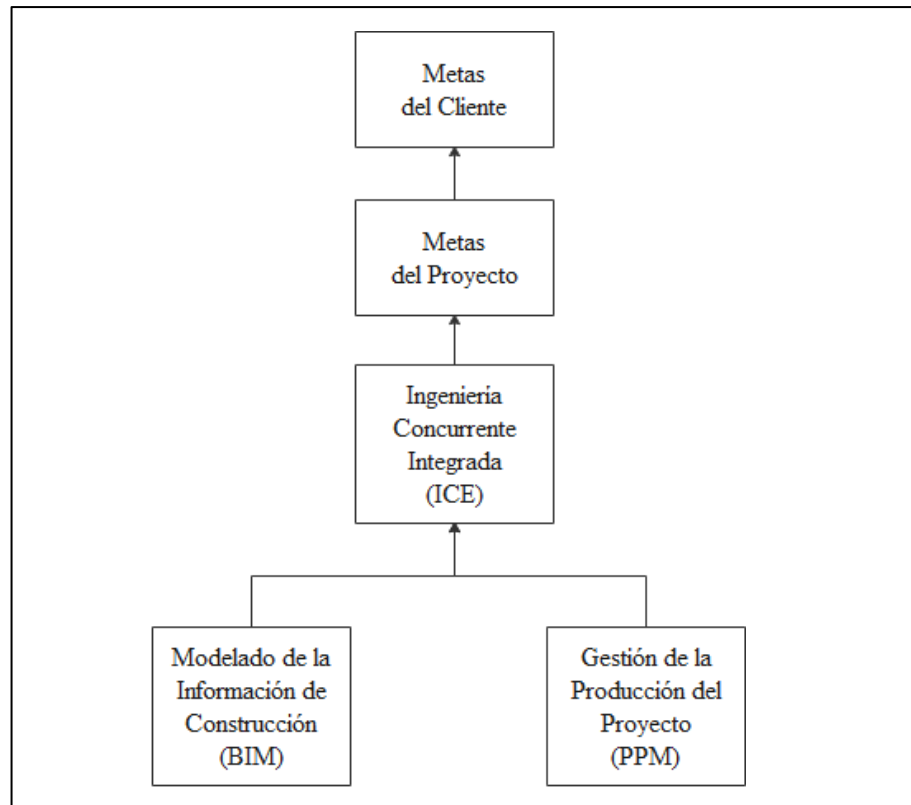 Metas
del Cliente
Metas
del Proyecto
Ingeniería
Concurrente
Integrada
(ICE)
Modelado de la
Información de
Construcción
(BIM)
Gestión de la
Producción del
Proyecto
(PPM)